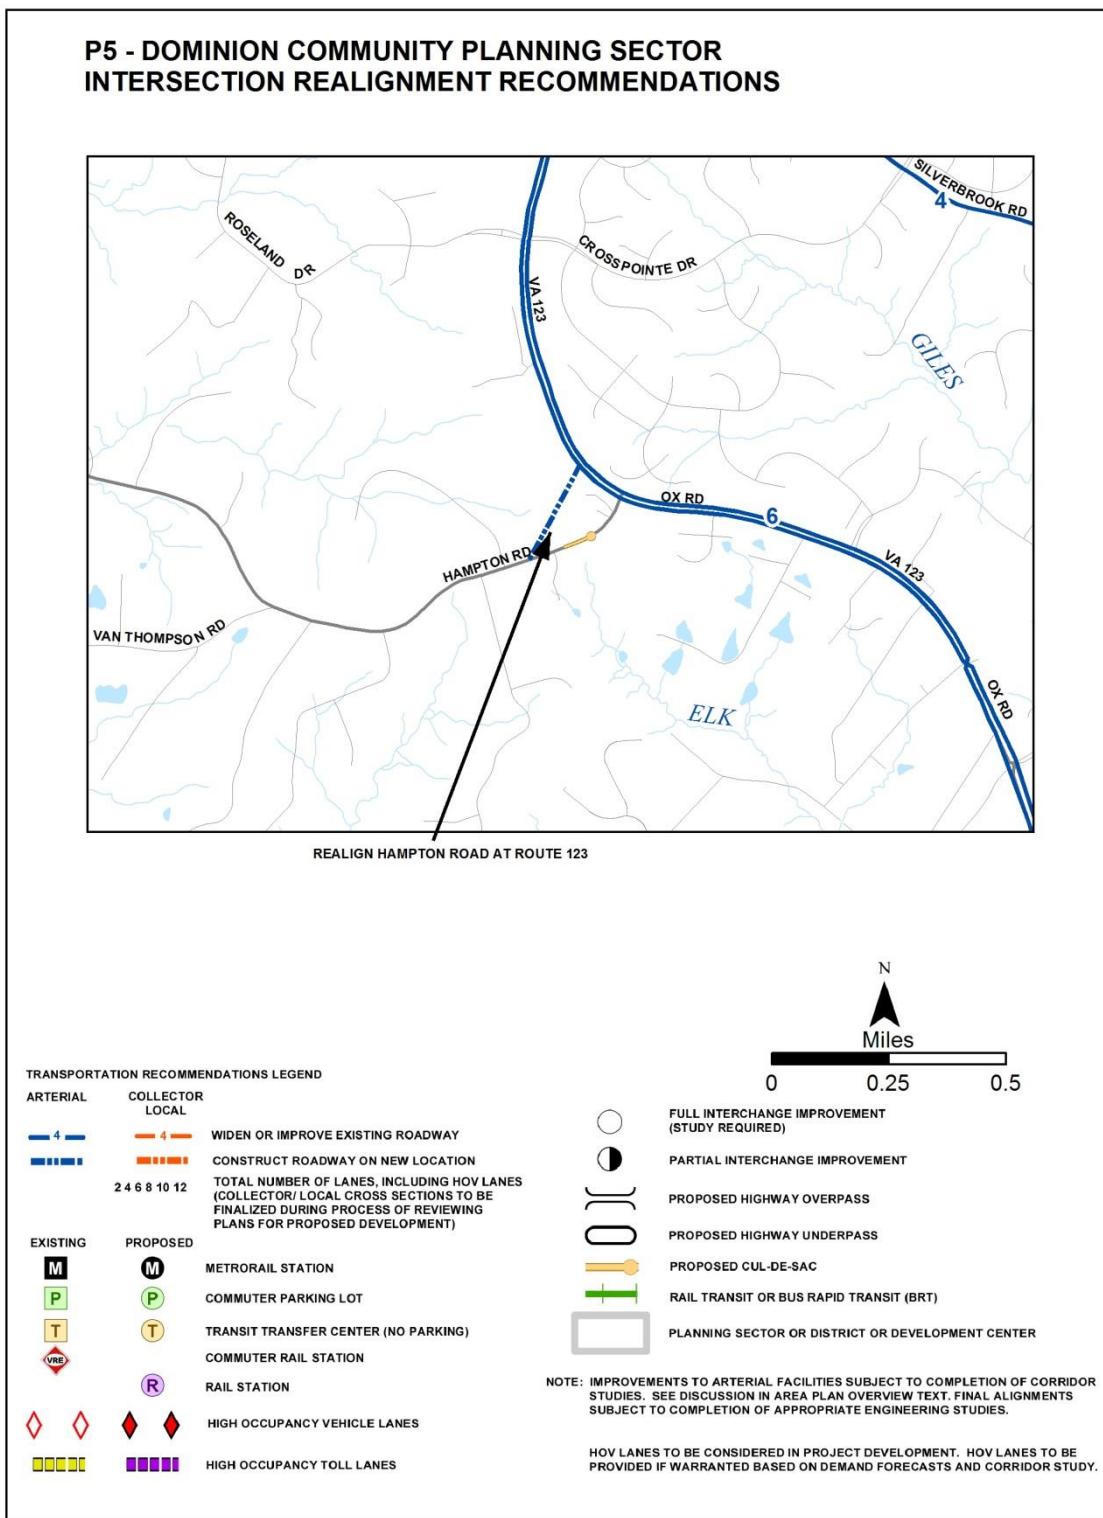 P5 - DOMINION COMMUNITY PLANNING SECTOR
INTERSECTION REALIGNMENT RECOMMENDATIONS
SILVERBROOK RD
4
ROSELAND DR
CROSSPOINTE DR
VA 123
GILES
OX RD
6
HAMPTON RD
VA 123
VAN THOMPSON RD
OX RD
ELK
REALIGN HAMPTON ROAD AT ROUTE 123
N
Miles
0 0.25 0.5
TRANSPORTATION RECOMMENDATIONS LEGEND
ARTERIAL COLLECTOR
LOCAL
4 4 WIDEN OR IMPROVE EXISTING ROADWAY
CONSTRUCT ROADWAY ON NEW LOCATION
2 4 6 8 10 12 TOTAL NUMBER OF LANES, INCLUDING HOV LANES
(COLLECTOR/ LOCAL CROSS SECTIONS TO BE
FINALIZED DURING PROCESS OF REVIEWING
PLANS FOR PROPOSED DEVELOPMENT)
EXISTING PROPOSED
M M METRORAIL STATION
P P COMMUTER PARKING LOT
T T TRANSIT TRANSFER CENTER (NO PARKING)
VRE COMMUTER RAIL STATION
R RAIL STATION
HIGH OCCUPANCY VEHICLE LANES
HIGH OCCUPANCY TOLL LANES
FULL INTERCHANGE IMPROVEMENT
(STUDY REQUIRED)
PARTIAL INTERCHANGE IMPROVEMENT
PROPOSED HIGHWAY OVERPASS
PROPOSED HIGHWAY UNDERPASS
PROPOSED CUL-DE-SAC
RAIL TRANSIT OR BUS RAPID TRANSIT (BRT)
PLANNING SECTOR OR DISTRICT OR DEVELOPMENT CENTER
NOTE: IMPROVEMENTS TO ARTERIAL FACILITIES SUBJECT TO COMPLETION OF CORRIDOR
STUDIES. SEE DISCUSSION IN AREA PLAN OVERVIEW TEXT. FINAL ALIGNMENTS
SUBJECT TO COMPLETION OF APPROPRIATE ENGINEERING STUDIES.
HOV LANES TO BE CONSIDERED IN PROJECT DEVELOPMENT. HOV LANES TO BE
PROVIDED IF WARRANTED BASED ON DEMAND FORECASTS AND CORRIDOR STUDY.